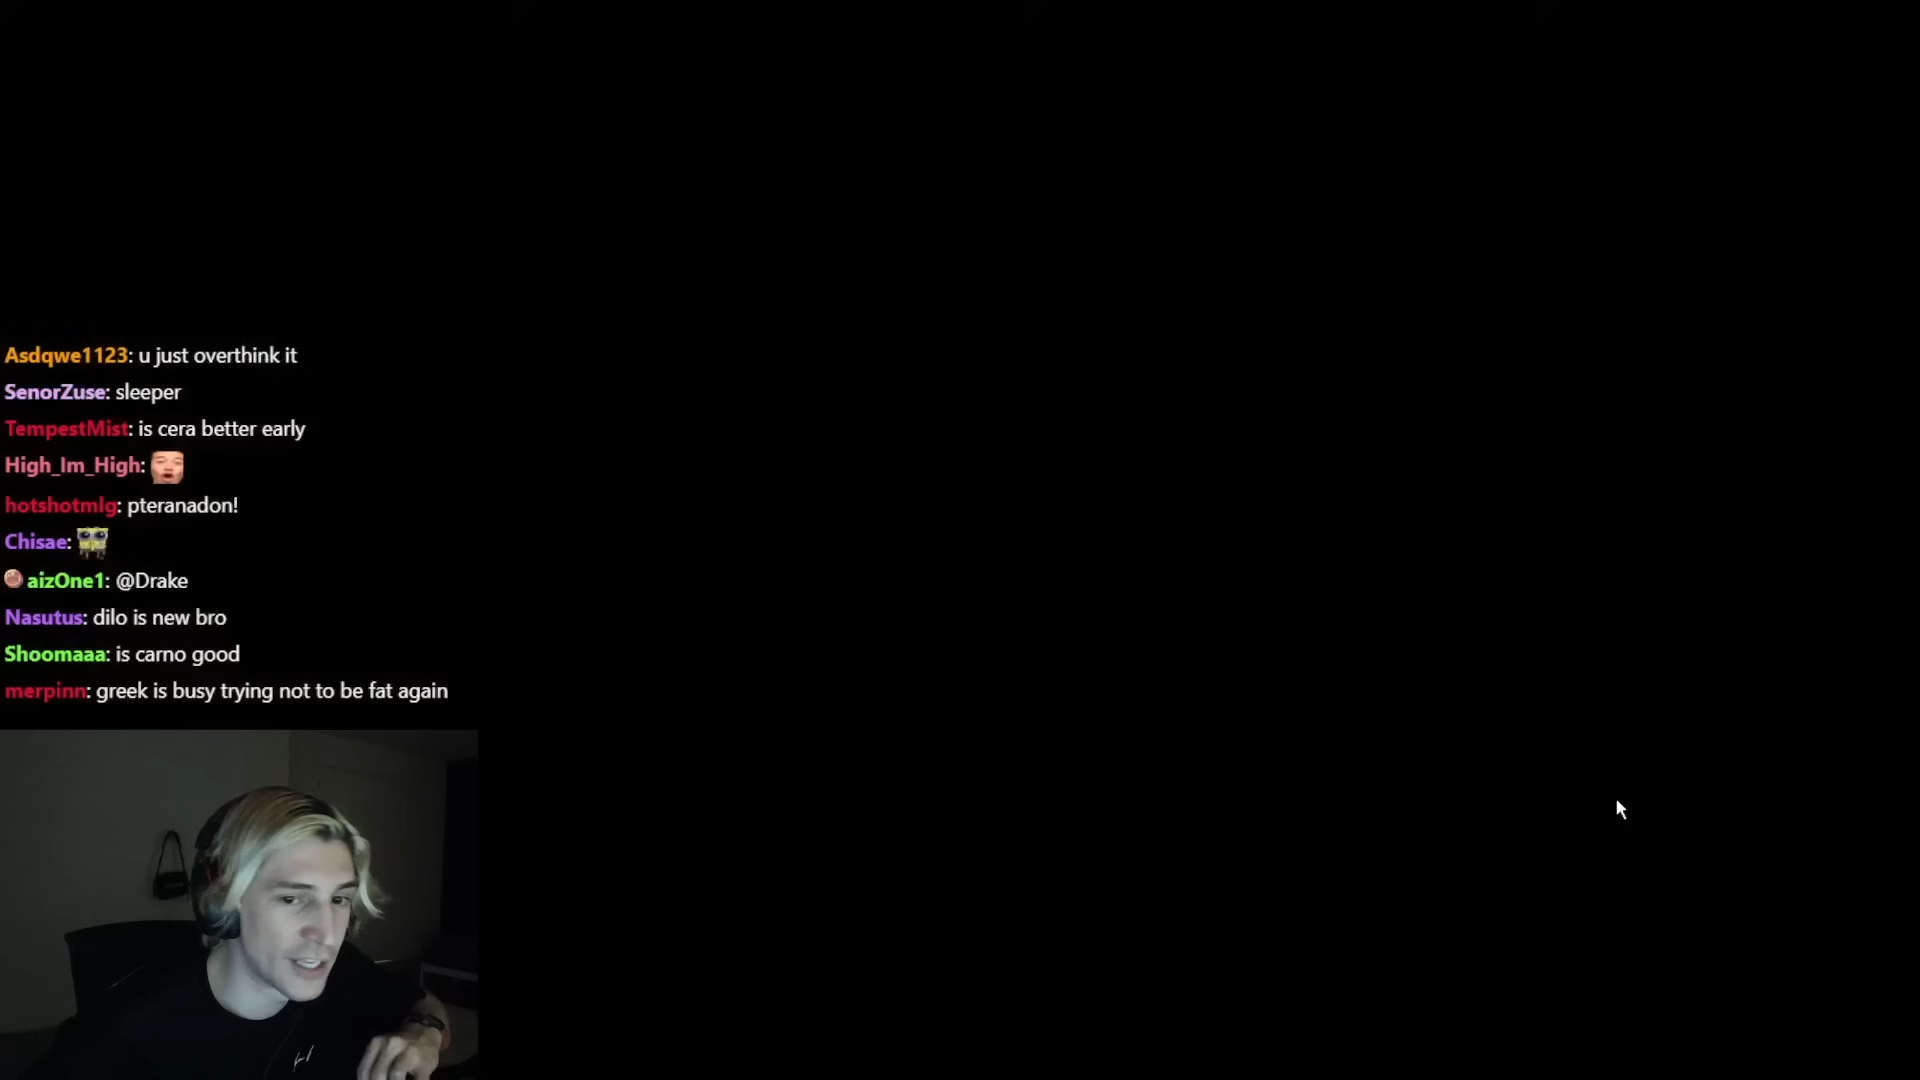 Asdqwe1123: u just overthink it
SenorZuse: sleeper
TempestMist: is cera better early
High_Im_High:
hotshotmlg: pteranadon!
Chisae:
aizOne1: @Drake
Nasutus: dilo is new bro
Shoomaaa: is carno good
merpinn: greek is busy trying not to be fat again